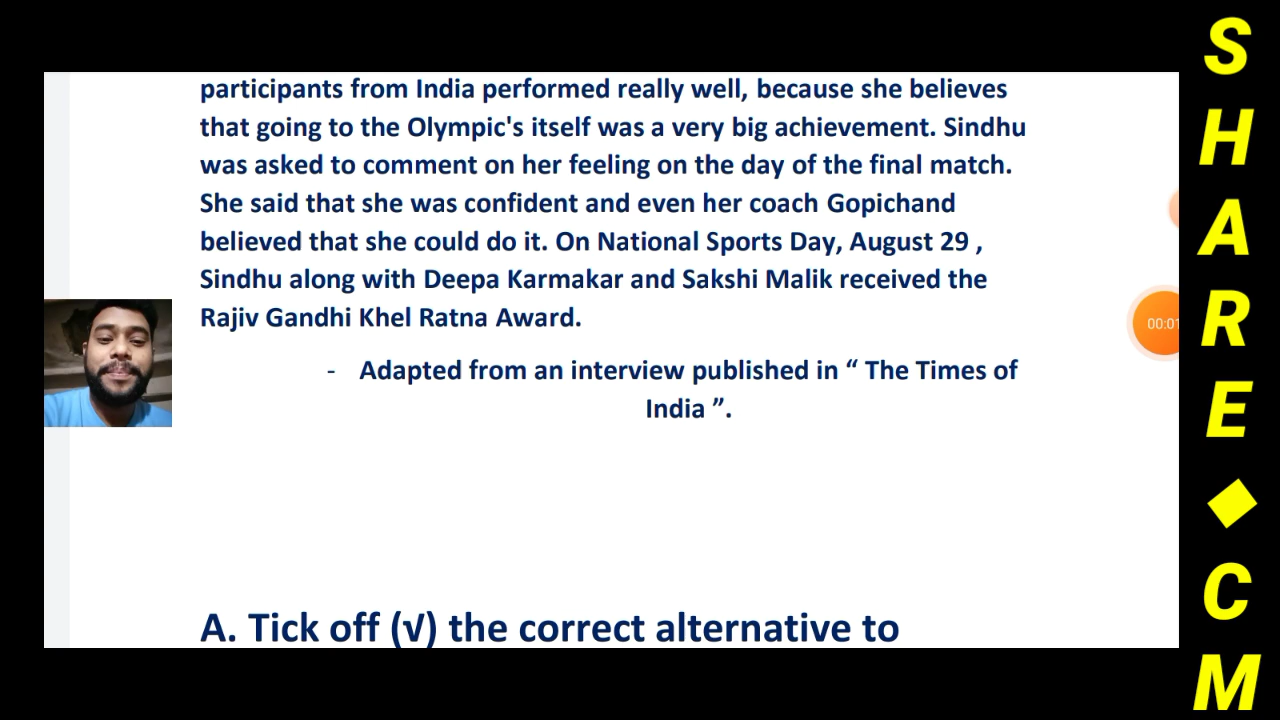 participants from India performed really well, because she believes
that going to the Olympic's itself was a very big achievement. Sindhu
was asked to comment on her feeling on the day of the final match.
She said that she was confident and even her coach Gopichand
believed that she could do it. On National Sports Day, August 29 ,
Sindhu along with Deepa Karmakar and Sakshi Malik received the
Rajiv Gandhi Khel Ratna Award.
- Adapted from an interview published in “ The Times of
India ”.
A. Tick off (√) the correct alternative to
00:01
SHARE◆CM